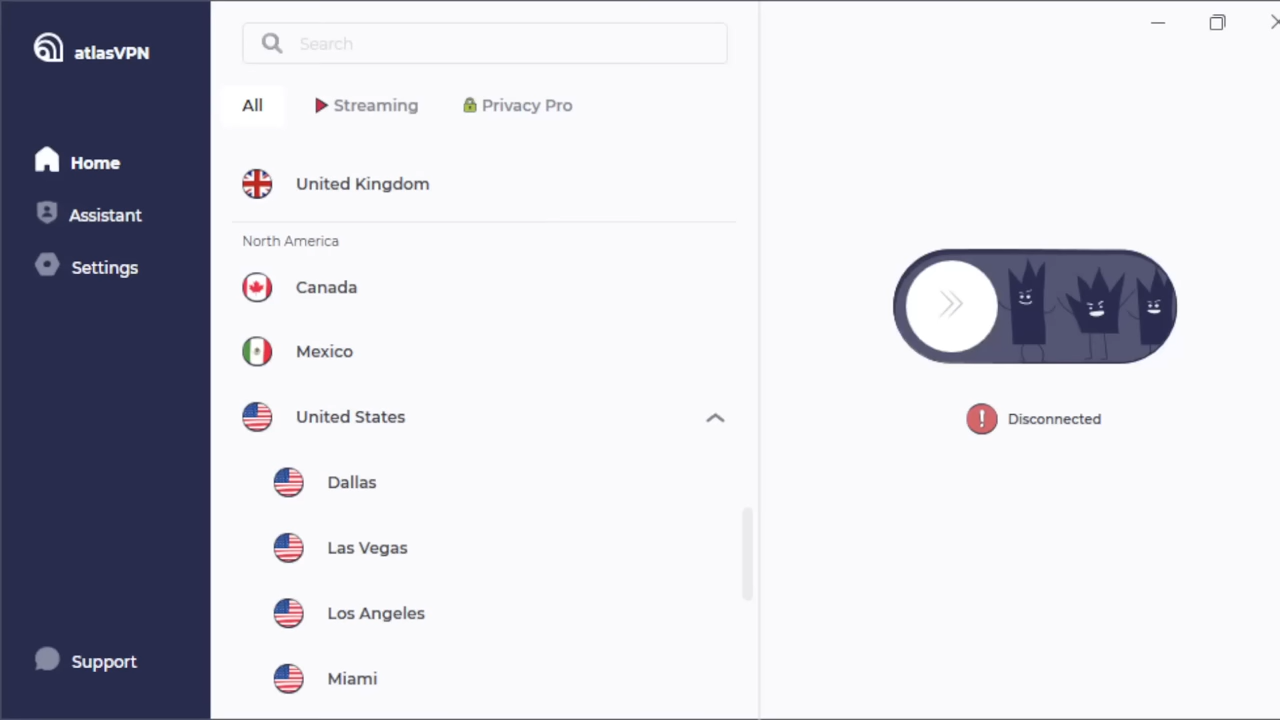 atlasVPN
Home
Assistant
Settings
Support
Search
All
Streaming
Privacy Pro
United Kingdom
North America
Canada
Mexico
United States
Dallas
Las Vegas
Los Angeles
Miami
Disconnected